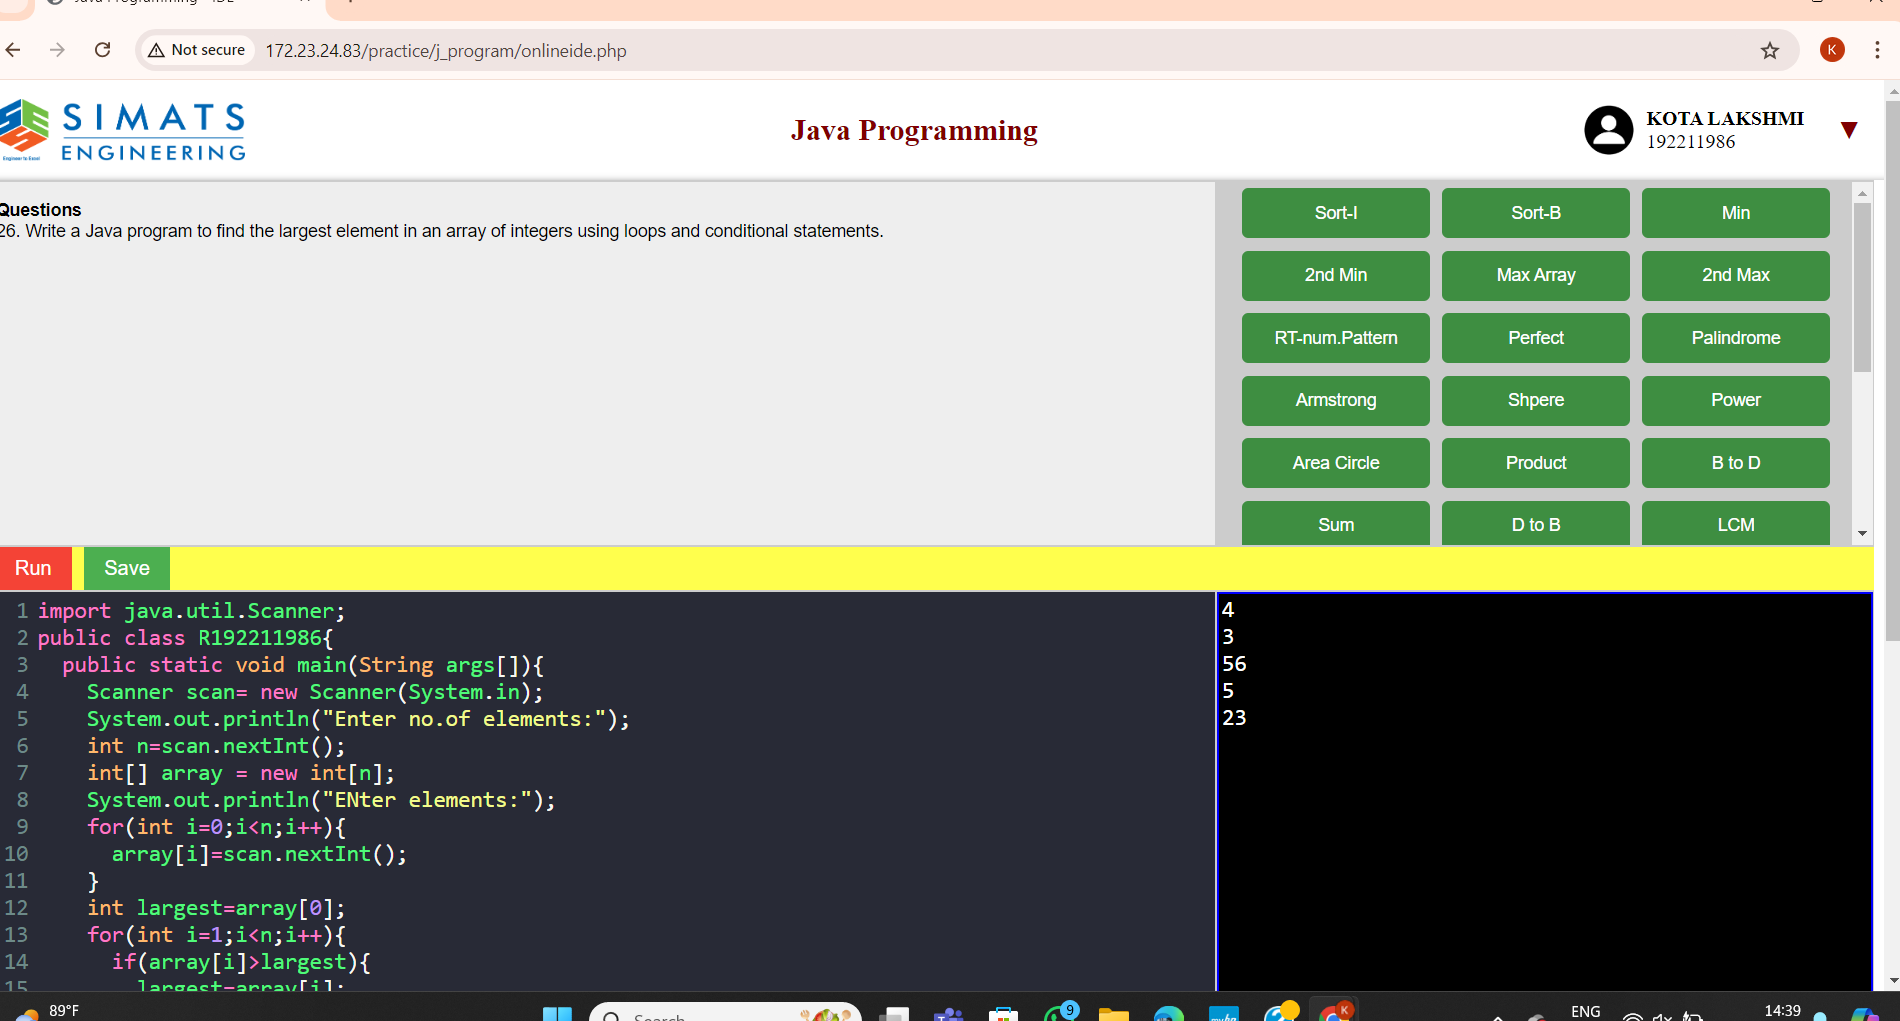 Not secure
172.23.24.83/practice/j_program/onlineide.php
K
SIMATS
ENGINEERING
Engineer to Excel
Java Programming
KOTA LAKSHMI
192211986
Questions
26. Write a Java program to find the largest element in an array of integers using loops and conditional statements.
Sort-I
Sort-B
Min
2nd Min
Max Array
2nd Max
RT-num.Pattern
Perfect
Palindrome
Armstrong
Shpere
Power
Area Circle
Product
B to D
Sum
D to B
LCM
Run
Save
1 import java.util.Scanner;
2 public class R192211986{
3 public static void main(String args[]){
4 Scanner scan= new Scanner(System.in);
5 System.out.println("Enter no.of elements:");
6 int n=scan.nextInt();
7 int[] array = new int[n];
8 System.out.println("ENter elements:");
9 for(int i=0;i<n;i++){
10 array[i]=scan.nextInt();
11 }
12 int largest=array[0];
13 for(int i=1;i<n;i++){
14 if(array[i]>largest){
15 largest=array[i];
4
3
56
5
23
89°F
Search
9
K
ENG
14:39